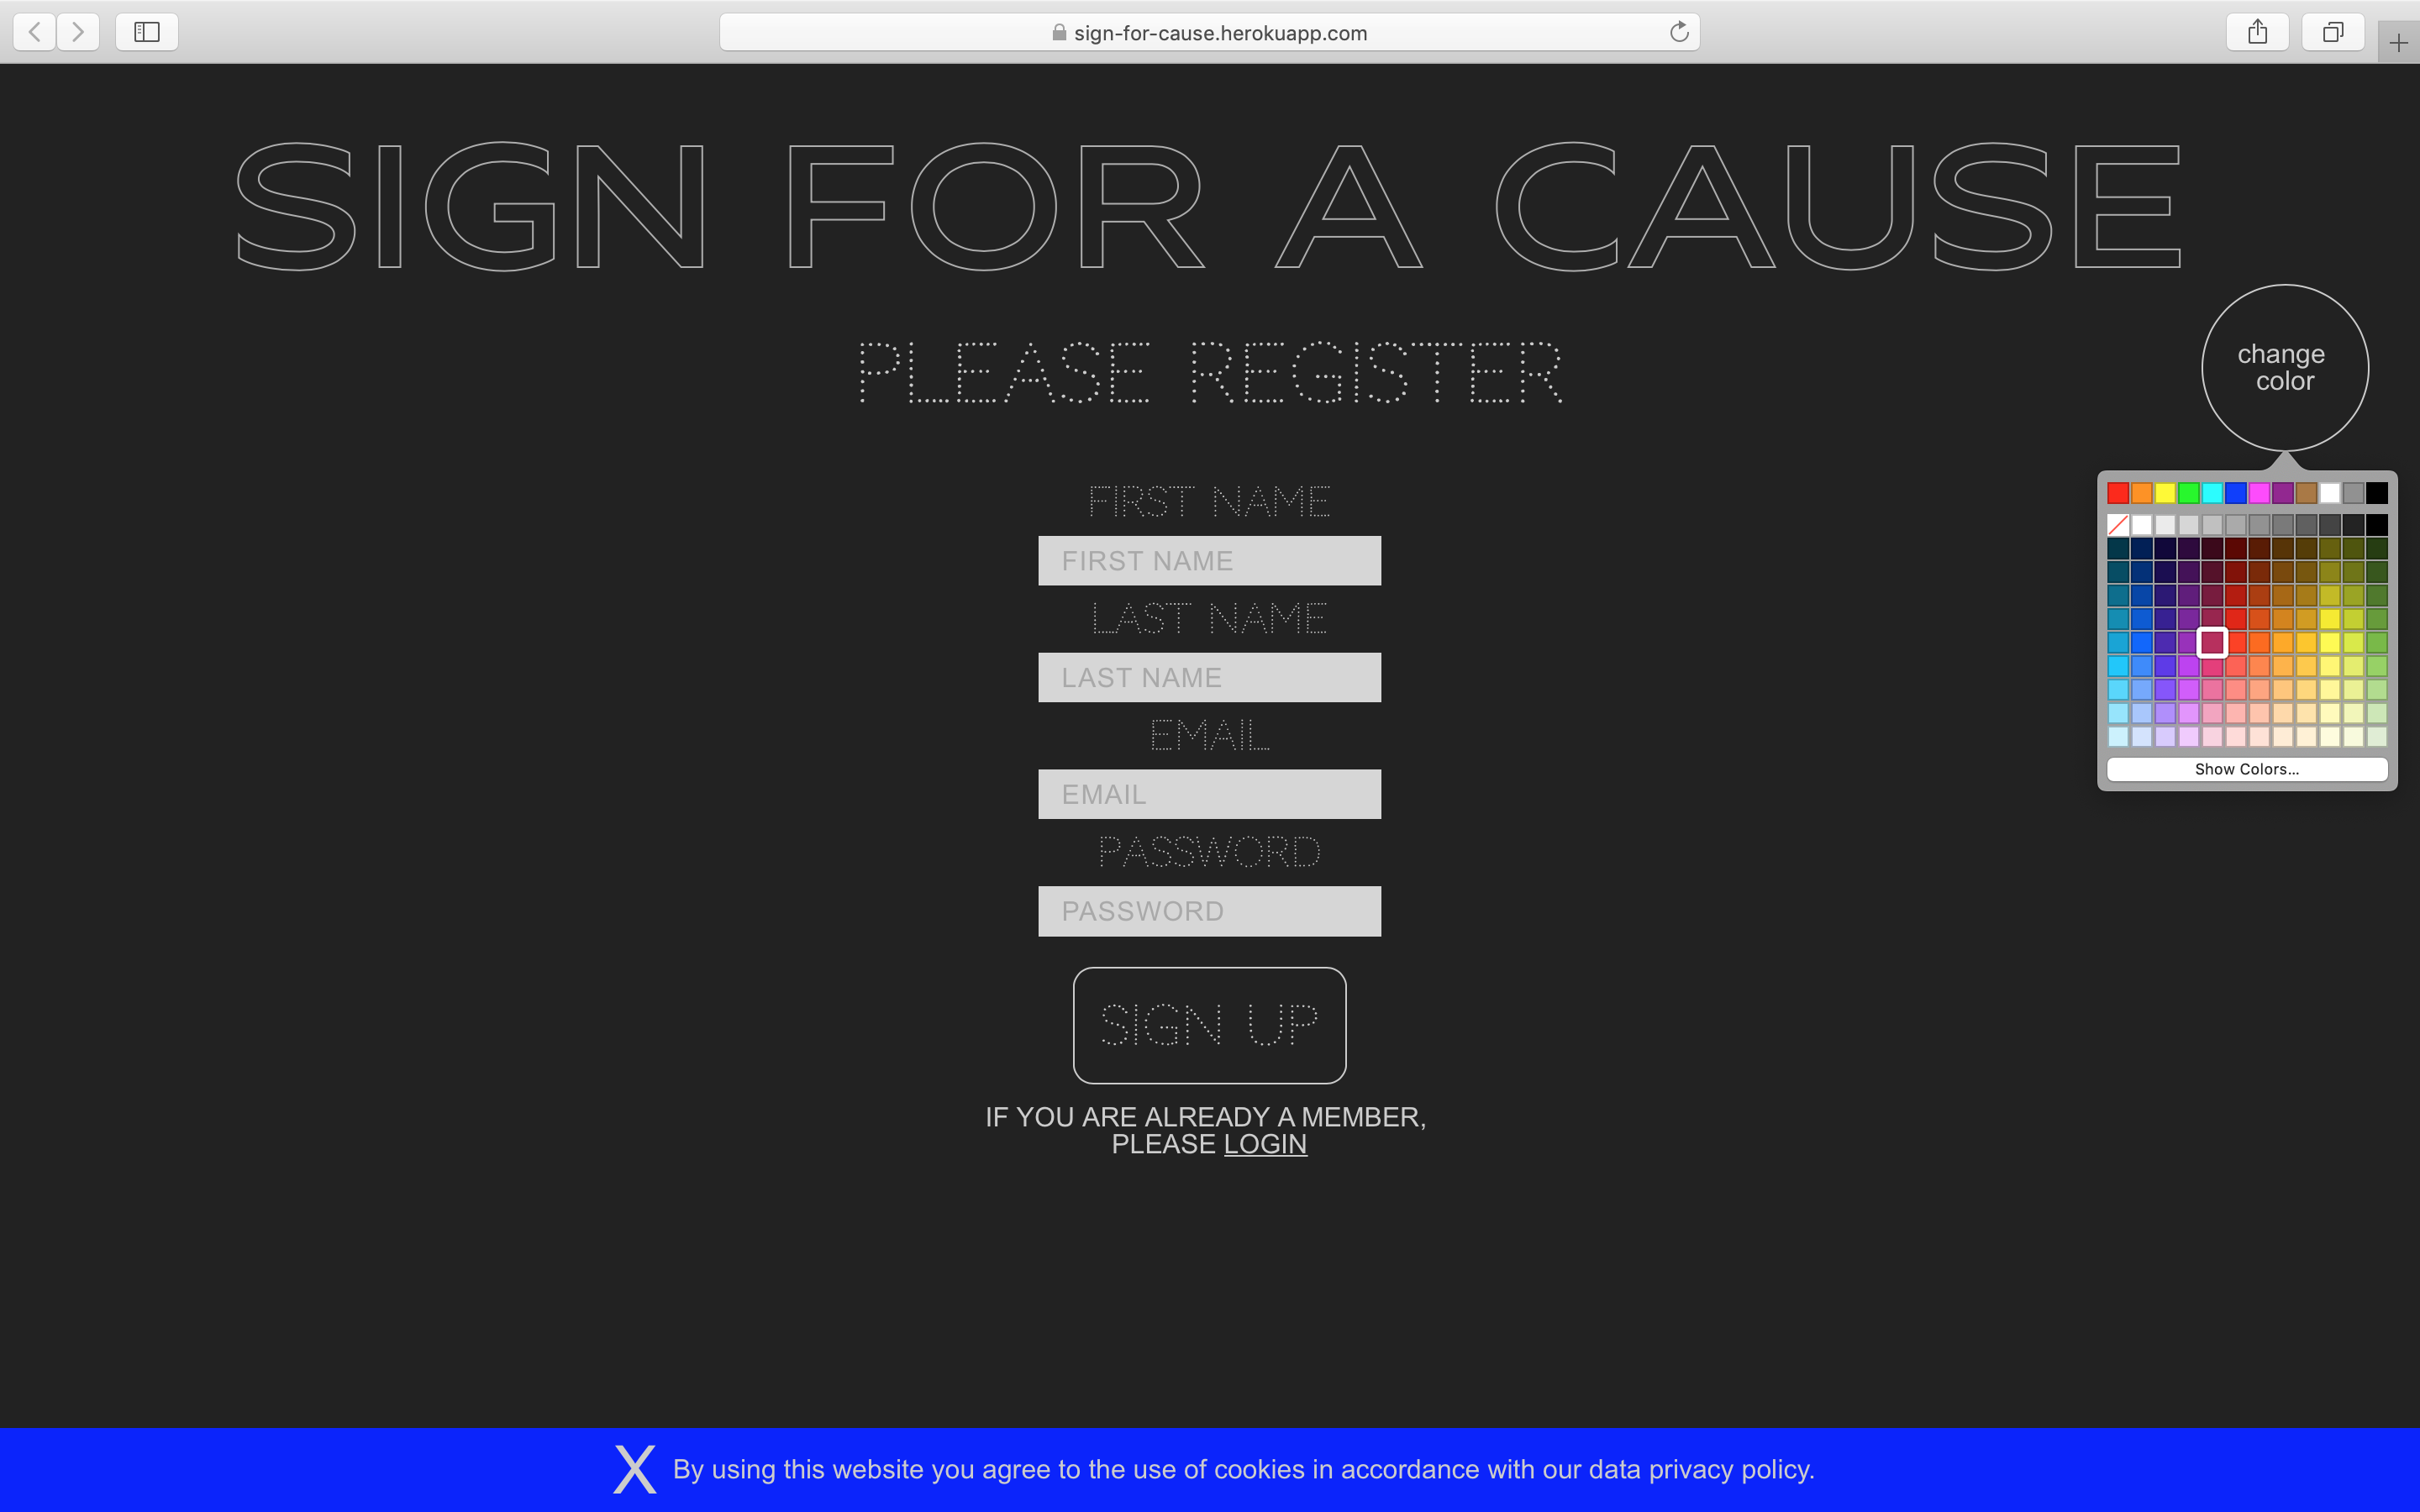 sign-for-cause.herokuapp.com
SIGN FOR A CAUSE
PLEASE REGISTER
change
color
FIRST NAME
FIRST NAME
LAST NAME
LAST NAME
EMAIL
EMAIL
PASSWORD
PASSWORD
Show Colors...
SIGN UP
IF YOU ARE ALREADY A MEMBER,
PLEASE LOGIN
X By using this website you agree to the use of cookies in accordance with our data privacy policy.